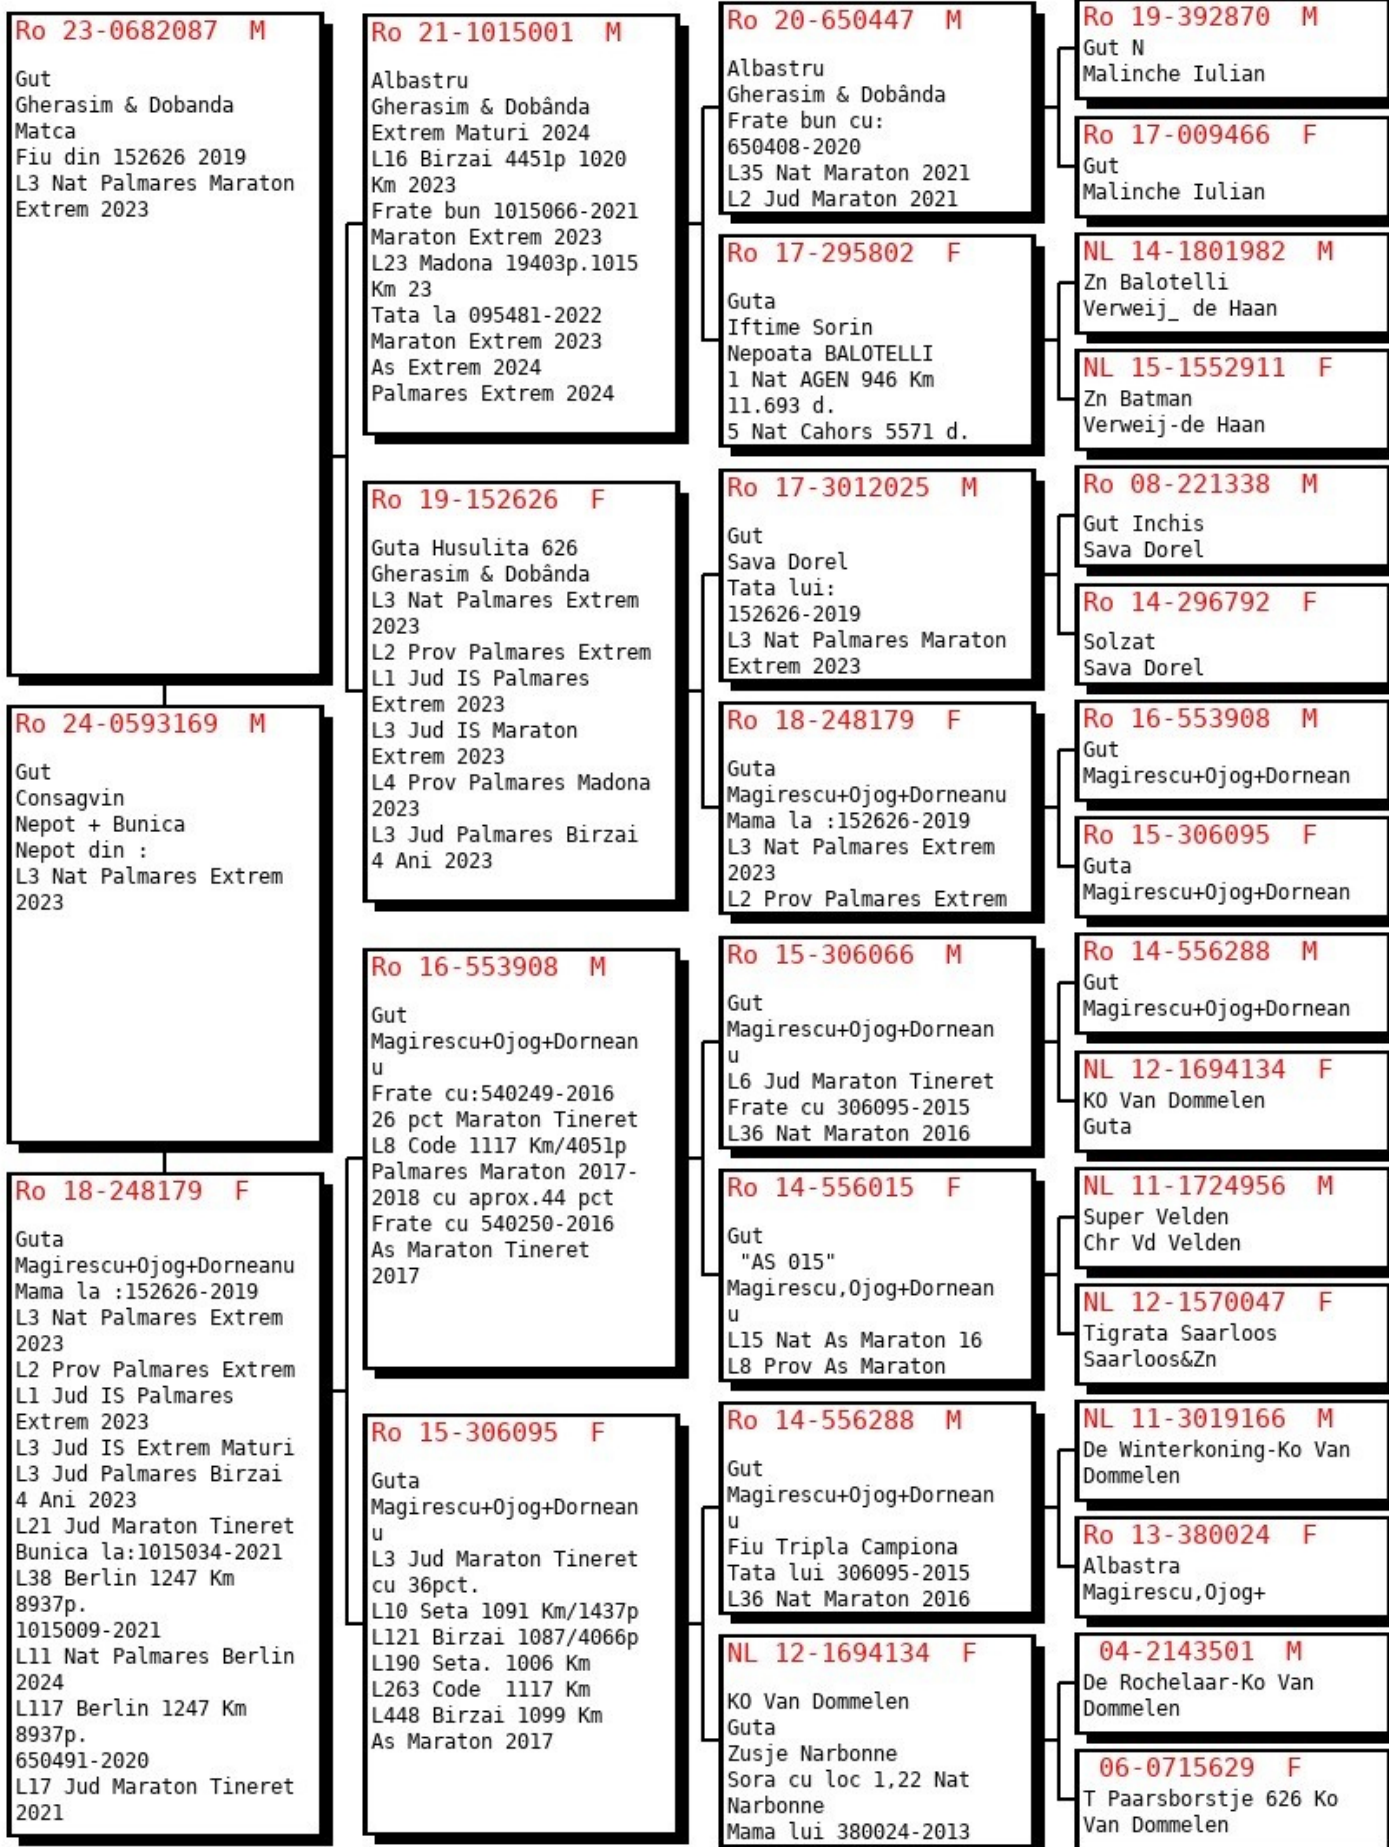 Ro 23-0682087 M
Gut
Gherasim & Dobanda
Matca
Fiu din 152626 2019
L3 Nat Palmares Maraton
Extrem 2023
Ro 24-0593169 M
Gut
Consagvin
Nepot + Bunica
Nepot din :
L3 Nat Palmares Extrem
2023
Ro 18-248179 F
Guta
Magirescu+Ojog+Dorneanu
Mama la :152626-2019
L3 Nat Palmares Extrem
2023
L2 Prov Palmares Extrem
L1 Jud IS Palmares
Extrem 2023
L3 Jud IS Extrem Maturi
L3 Jud Palmares Birzai
4 Ani 2023
L21 Jud Maraton Tineret
Bunica la:1015034-2021
L38 Berlin 1247 Km
8937p.
1015009-2021
L11 Nat Palmares Berlin
2024
L117 Berlin 1247 Km
8937p.
650491-2020
L17 Jud Maraton Tineret
2021
Ro 21-1015001 M
Albastru
Gherasim & Dobânda
Extrem Maturi 2024
L16 Birzai 4451p 1020
Km 2023
Frate bun 1015066-2021
Maraton Extrem 2023
L23 Madona 19403p.1015
Km 23
Tata la 095481-2022
Maraton Extrem 2023
As Extrem 2024
Palmares Extrem 2024
Ro 19-152626 F
Guta Husulita 626
Gherasim & Dobânda
L3 Nat Palmares Extrem
2023
L2 Prov Palmares Extrem
L1 Jud IS Palmares
Extrem 2023
L3 Jud IS Maraton
Extrem 2023
L4 Prov Palmares Madona
2023
L3 Jud Palmares Birzai
4 Ani 2023
Ro 16-553908 M
Gut
Magirescu+Ojog+Dornean
u
Frate cu:540249-2016
26 pct Maraton Tineret
L8 Code 1117 Km/4051p
Palmares Maraton 2017-
2018 cu aprox.44 pct
Frate cu 540250-2016
As Maraton Tineret
2017
Ro 15-306095 F
Guta
Magirescu+Ojog+Dornean
u
L3 Jud Maraton Tineret
cu 36pct.
L10 Seta 1091 Km/1437p
L121 Birzai 1087/4066p
L190 Seta. 1006 Km
L263 Code 1117 Km
L448 Birzai 1099 Km
As Maraton 2017
Ro 20-650447 M
Albastru
Gherasim & Dobânda
Frate bun cu:
650408-2020
L35 Nat Maraton 2021
L2 Jud Maraton 2021
Ro 17-295802 F
Guta
Iftime Sorin
Nepoata BALOTELLI
1 Nat AGEN 946 Km
11.693 d.
5 Nat Cahors 5571 d.
Ro 17-3012025 M
Gut
Sava Dorel
Tata lui:
152626-2019
L3 Nat Palmares Maraton
Extrem 2023
Ro 18-248179 F
Guta
Magirescu+Ojog+Dorneanu
Mama la :152626-2019
L3 Nat Palmares Extrem
2023
L2 Prov Palmares Extrem
Ro 15-306066 M
Gut
Magirescu+Ojog+Dornean
u
L6 Jud Maraton Tineret
Frate cu 306095-2015
L36 Nat Maraton 2016
Ro 14-556015 F
Gut
"AS 015"
Magirescu,Ojog+Dornean
u
L15 Nat As Maraton 16
L8 Prov As Maraton
Ro 14-556288 M
Gut
Magirescu+Ojog+Dornean
u
Fiu Tripla Campiona
Tata lui 306095-2015
L36 Nat Maraton 2016
NL 12-1694134 F
KO Van Dommelen
Guta
Zusje Narbonne
Sora cu loc 1,22 Nat
Narbonne
Mama lui 380024-2013
Ro 19-392870 M
Gut N
Malinche Iulian
Ro 17-009466 F
Gut
Malinche Iulian
NL 14-1801982 M
Zn Balotelli
Verweij_ de Haan
NL 15-1552911 F
Zn Batman
Verweij-de Haan
Ro 08-221338 M
Gut Inchis
Sava Dorel
Ro 14-296792 F
Solzat
Sava Dorel
Ro 16-553908 M
Gut
Magirescu+Ojog+Dornean
Ro 15-306095 F
Guta
Magirescu+Ojog+Dornean
Ro 14-556288 M
Gut
Magirescu+Ojog+Dornean
NL 12-1694134 F
KO Van Dommelen
Guta
NL 11-1724956 M
Super Velden
Chr Vd Velden
NL 12-1570047 F
Tigrata Saarloos
Saarloos&Zn
NL 11-3019166 M
De Winterkoning-Ko Van
Dommelen
Ro 13-380024 F
Albastra
Magirescu,Ojog+
04-2143501 M
De Rochelaar-Ko Van
Dommelen
06-0715629 F
T Paarsborstje 626 Ko
Van Dommelen